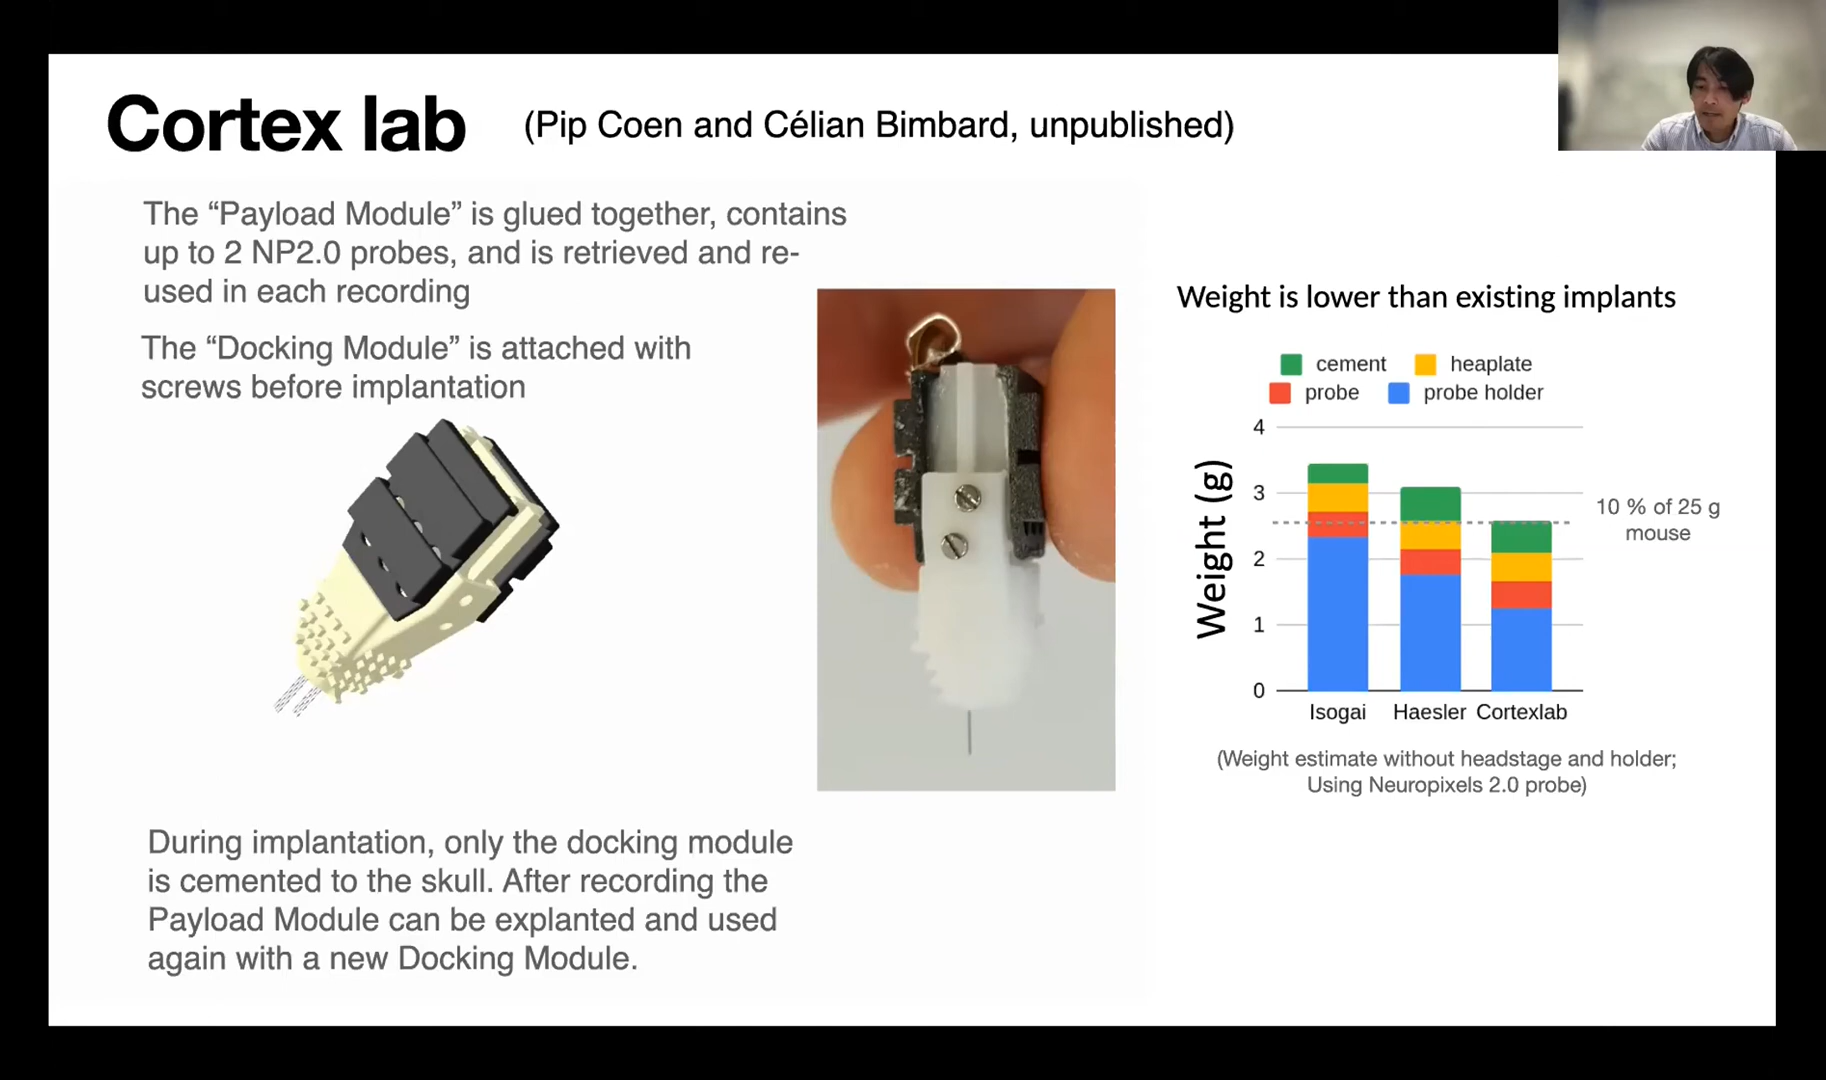 Cortex lab (Pip Coen and Célian Bimbard, unpublished)
The “Payload Module” is glued together, contains
up to 2 NP2.0 probes, and is retrieved and re-
used in each recording
The “Docking Module” is attached with
screws before implantation
During implantation, only the docking module
is cemented to the skull. After recording the
Payload Module can be explanted and used
again with a new Docking Module.
Weight is lower than existing implants
cement heaplate
probe probe holder
Weight (g)
4
3
2
1
0
10 % of 25 g
mouse
Isogai Haesler Cortexlab
(Weight estimate without headstage and holder;
Using Neuropixels 2.0 probe)